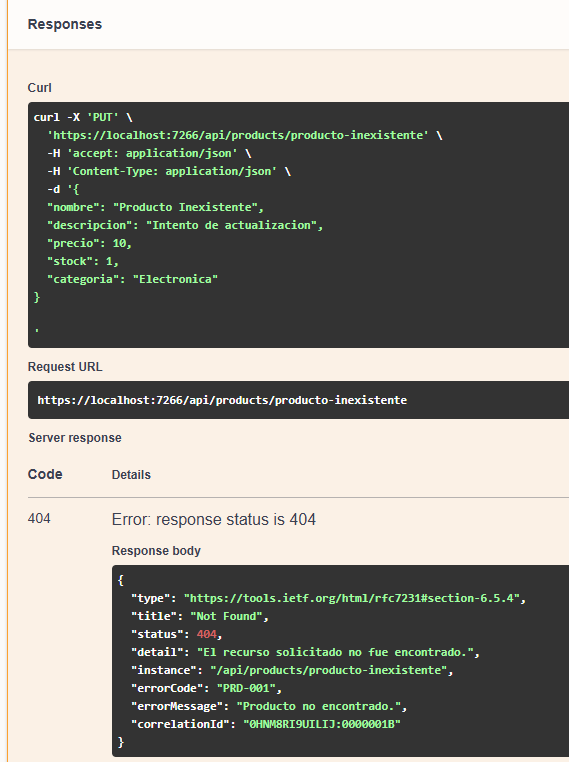 Responses
Curl
curl -X 'PUT' \
  'https://localhost:7266/api/products/producto-inexistente' \
  -H 'accept: application/json' \
  -H 'Content-Type: application/json' \
  -d '{
  "nombre": "Producto Inexistente",
  "descripcion": "Intento de actualizacion",
  "precio": 10,
  "stock": 1,
  "categoria": "Electronica"
}
'
Request URL
https://localhost:7266/api/products/producto-inexistente
Server response
Code Details
404 Error: response status is 404
Response body
{
  "type": "https://tools.ietf.org/html/rfc7231#section-6.5.4",
  "title": "Not Found",
  "status": 404,
  "detail": "El recurso solicitado no fue encontrado.",
  "instance": "/api/products/producto-inexistente",
  "errorCode": "PRD-001",
  "errorMessage": "Producto no encontrado.",
  "correlationId": "0HNM8RI9UILIJ:0000001B"
}